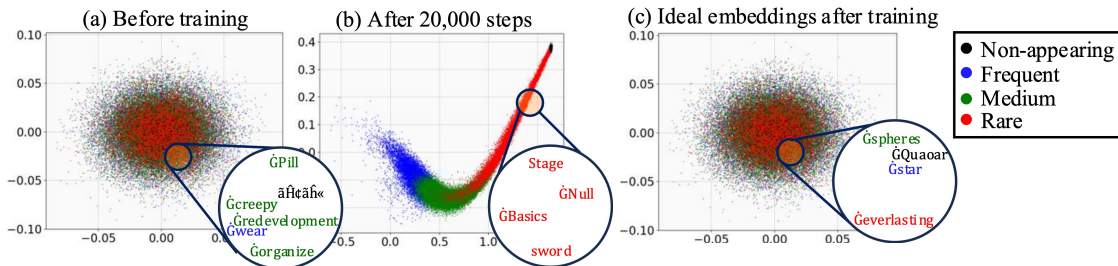 (a) Before training
(b) After 20,000 steps
(c) Ideal embeddings after training
0.10
0.05
0.00
−0.05
−0.10
−0.05
0.00
ĠPill
ãĤ¢ãĥ«
Ġcreepy
Ġredevelopment
Ġwear
Ġorganize
0.4
0.3
0.2
0.1
0.0
-0.5
0.0
0.5
1.0
Stage
ĠNull
ĠBasics
sword
0.10
0.05
0.00
−0.05
−0.10
−0.05
0.00
0.05
Ġspheres
ĠQuaoar
Ġstar
Ġeverlasting
Non-appearing
Frequent
Medium
Rare